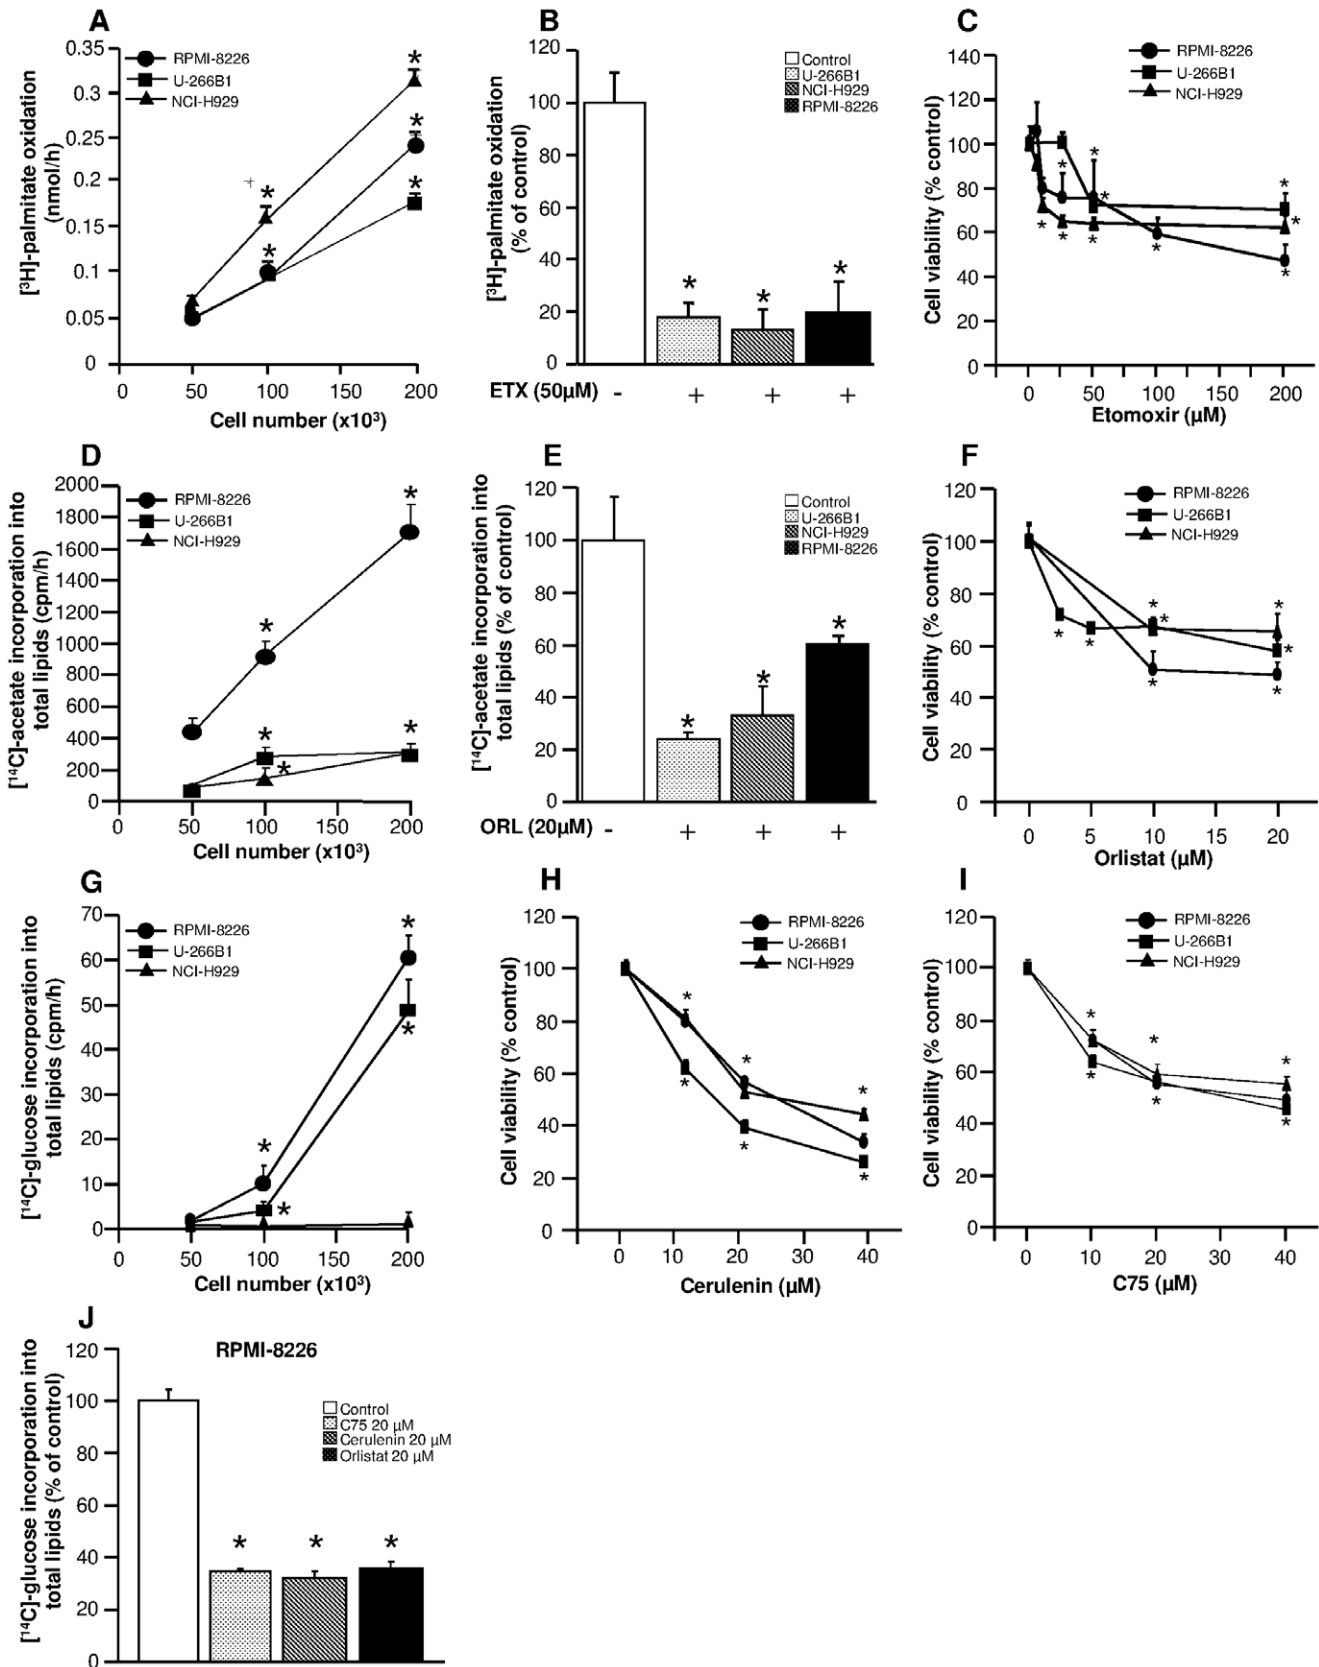 A
[³H]-palmitate oxidation
(nmol/h)
0.35
0.3
0.25
0.2
0.15
0.1
0.05
0
RPMI-8226
U-266B1
NCI-H929
* * * * *
0 50 100 150 200
Cell number (x10³)
B
[³H]-palmitate oxidation
(% of control)
120
100
80
60
40
20
0
Control
U-266B1
NCI-H929
RPMI-8226
* * *
ETX (50µM) - + + +
C
Cell viability (% control)
140
120
100
80
60
40
20
0
RPMI-8226
U-266B1
NCI-H929
* * * * * * * * * *
0 50 100 150 200
Etomoxir (µM)
D
[¹⁴C]-acetate incorporation into
total lipids (cpm/h)
2000
1800
1600
1400
1200
1000
800
600
400
200
0
RPMI-8226
U-266B1
NCI-H929
* * * * *
0 50 100 150 200
Cell number (x10³)
E
[¹⁴C]-acetate incorporation into
total lipids (% of control)
120
100
80
60
40
20
0
Control
U-266B1
NCI-H929
RPMI-8226
* * *
ORL (20µM) - + + +
F
Cell viability (% control)
120
100
80
60
40
20
0
RPMI-8226
U-266B1
NCI-H929
* * * * * * * *
0 5 10 15 20
Orlistat (µM)
G
[¹⁴C]-glucose incorporation into
total lipids (cpm/h)
70
60
50
40
30
20
10
0
RPMI-8226
U-266B1
NCI-H929
* * * *
0 50 100 150 200
Cell number (x10³)
H
Cell viability (% control)
120
100
80
60
40
20
0
RPMI-8226
U-266B1
NCI-H929
* * * * * *
0 10 20 30 40
Cerulenin (µM)
I
Cell viability (% control)
120
100
80
60
40
20
0
RPMI-8226
U-266B1
NCI-H929
* * * * * *
0 10 20 30 40
C75 (µM)
J
RPMI-8226
[¹⁴C]-glucose incorporation into
total lipids (% of control)
120
100
80
60
40
20
0
Control
C75 20 µM
Cerulenin 20 µM
Orlistat 20 µM
* * *